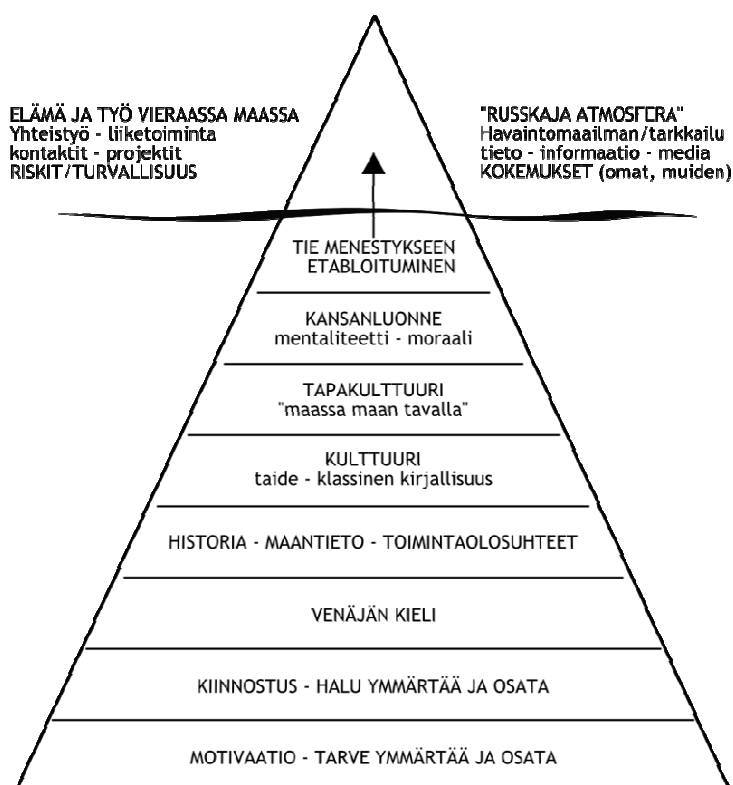 ELÄMÄ JA TYÖ VIERAASSA MAASSA
Yhteistyö - liiketoiminta
kontaktit - projektit
RISKIT/TURVALLISUUS
"RUSSKAJA ATMOSFERA"
Havaintomaailman/tarkkailu
tieto - informaatio - media
KOKEMUKSET (omat, muiden)
TIE MENESTYKSEEN
ETABLOITUMINEN
KANSANLUONNE
mentaliteetti - moraali
TAPAKULTTUURI
"maassa maan tavalla"
KULTTUURI
taide - klassinen kirjallisuus
HISTORIA - MAANTIETO - TOIMINTAOLOSUHTEET
VENÄJÄN KIELI
KIINNOSTUS - HALU YMMÄRTÄÄ JA OSATA
MOTIVAATIO - TARVE YMMÄRTÄÄ JA OSATA